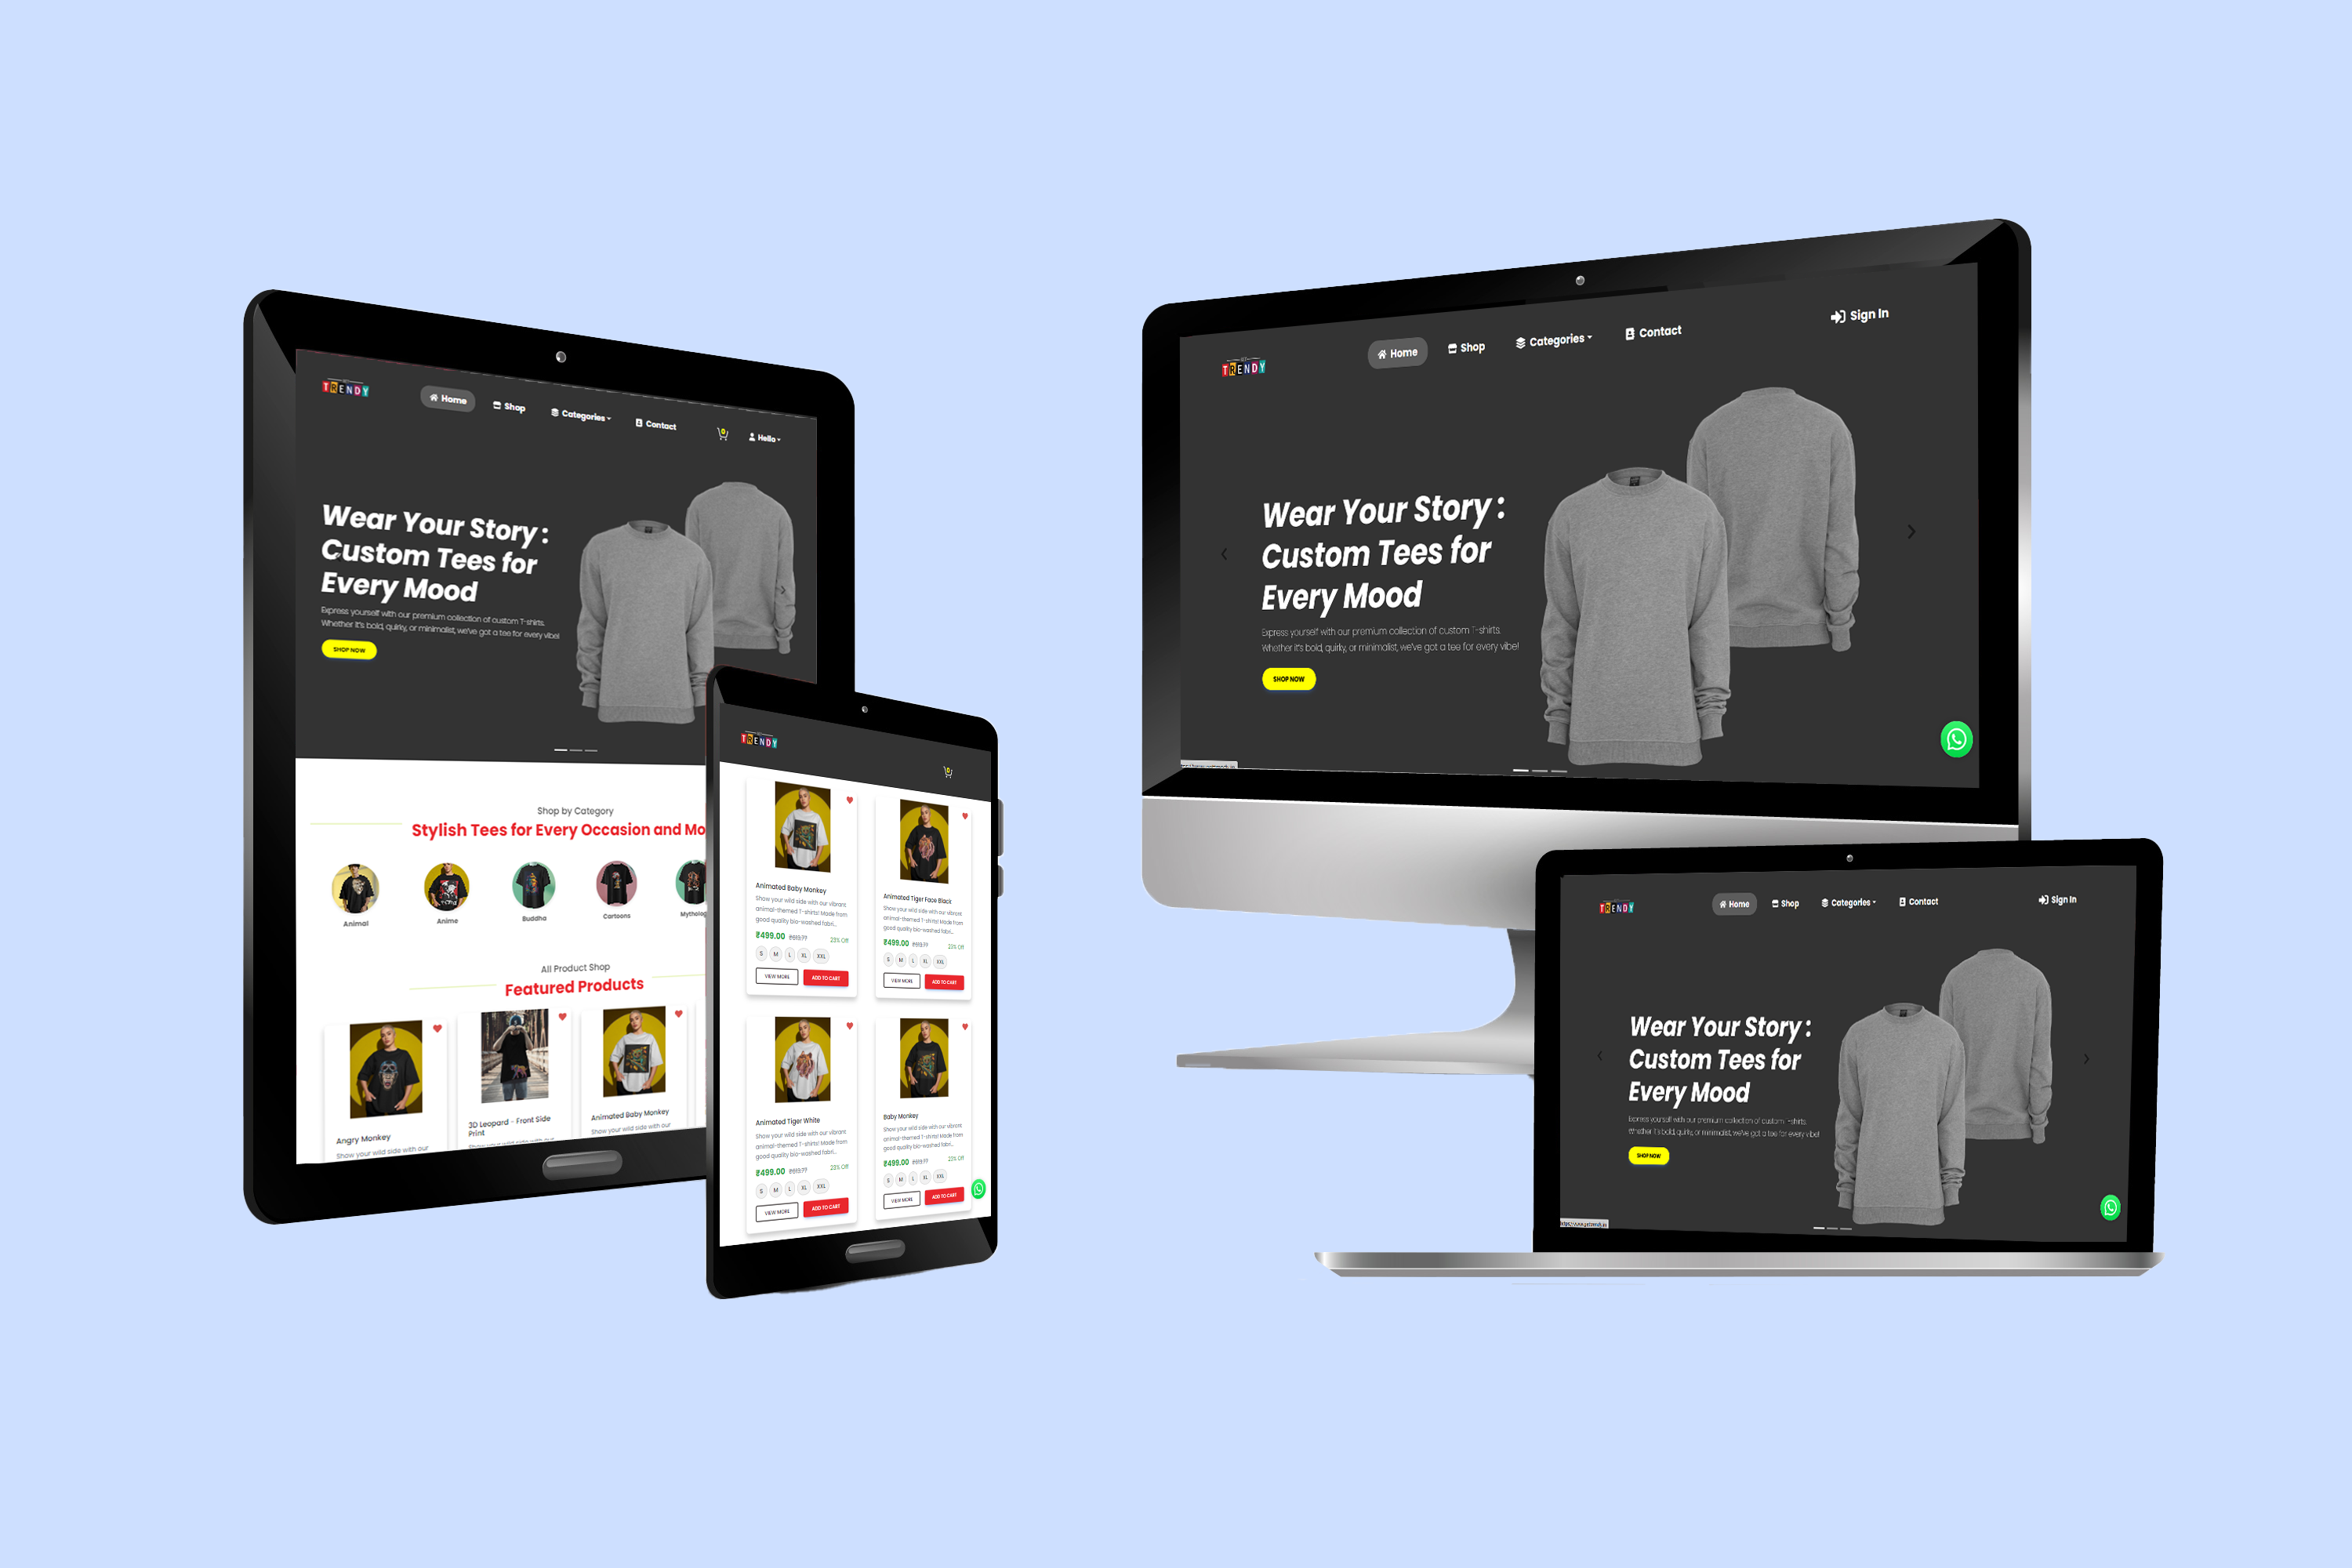 TRENDY
Home
Shop
Categories
Contact
0
Hello
Wear Your Story :
Custom Tees for
Every Mood
Express yourself with our premium collection of custom T-shirts.
Whether it's bold, quirky, or minimalist, we've got a tee for every vibe!
SHOP NOW
Shop by Category
Stylish Tees for Every Occasion and Mo
Animal
Anime
Buddha
Cartoons
Mytholog
All Product Shop
Featured Products
Angry Monkey
Show your wild side with our
3D Leopard - Front Side
Print
Show your wild side with our
Animated Baby Monkey
Show your wild side with our
TRENDY
0
Animated Baby Monkey
Show your wild side with our vibrant
animal-themed T-shirts! Made from
good quality bio-washed fabri...
₹499.00
23% Off
S M L XL XXL
VIEW MORE
ADD TO CART
Animated Tiger Face Black
Show your wild side with our vibrant
animal-themed T-shirts! Made from
good quality bio-washed fabri...
₹499.00
23% Off
S M L XL XXL
VIEW MORE
ADD TO CART
Animated Tiger White
Show your wild side with our vibrant
animal-themed T-shirts! Made from
good quality bio-washed fabri...
₹499.00
23% Off
S M L XL XXL
VIEW MORE
ADD TO CART
Baby Monkey
Show your wild side with our vibrant
animal-themed T-shirts! Made from
good quality bio-washed fabri...
₹499.00
23% Off
S M L XL XXL
VIEW MORE
ADD TO CART
TRENDY
Home
Shop
Categories
Contact
Sign In
Wear Your Story :
Custom Tees for
Every Mood
Express yourself with our premium collection of custom T-shirts.
Whether it's bold, quirky, or minimalist, we've got a tee for every vibe!
SHOP NOW
TRENDY
Home
Shop
Categories
Contact
Sign In
Wear Your Story :
Custom Tees for
Every Mood
Express yourself with our premium collection of custom T-shirts.
Whether it's bold, quirky, or minimalist, we've got a tee for every vibe!
SHOP NOW